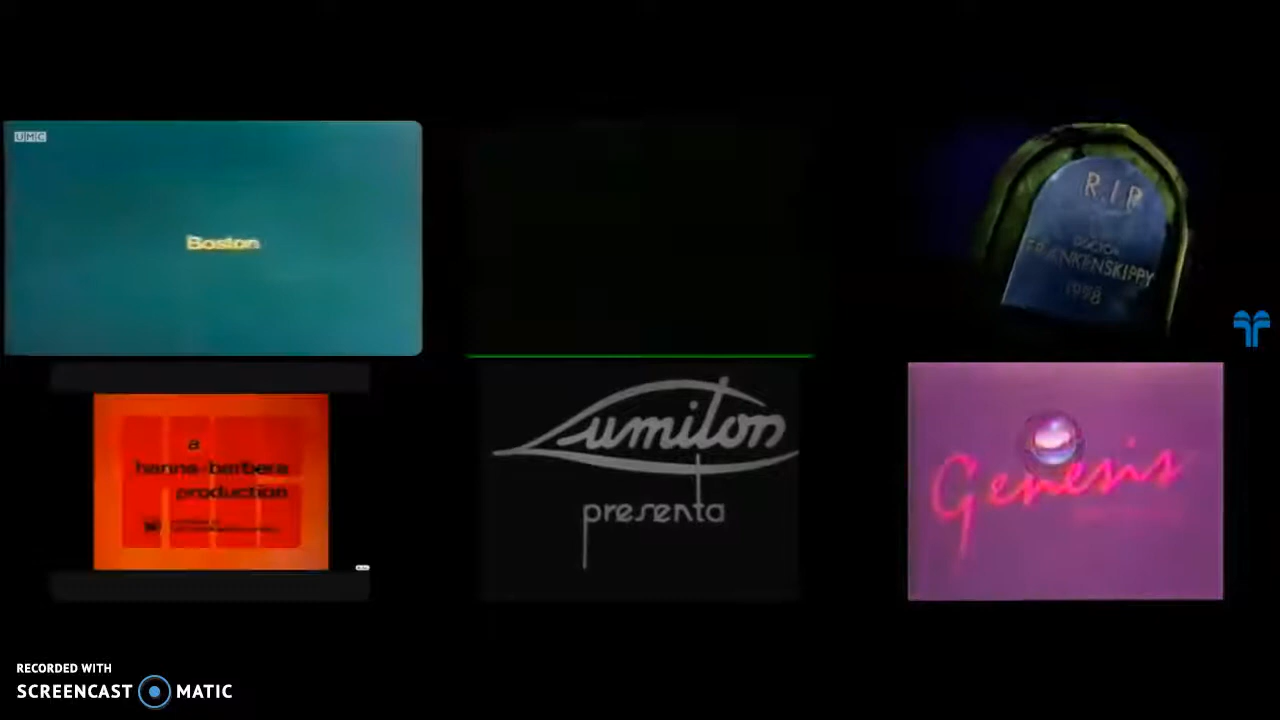 UMC
Boston
R.I.P
DOCTOR
FRANKENSKIPPY
1998
a
hanna-barbera
production
Lumiton
presenta
Genesis
RECORDED WITH
SCREENCAST MATIC